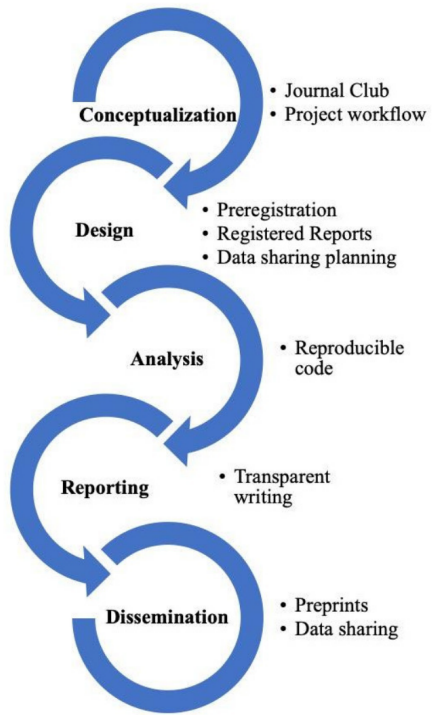 • Journal Club
Conceptualization • Project workflow
• Preregistration
Design • Registered Reports
• Data sharing planning
Analysis • Reproducible
code
Reporting • Transparent
writing
• Preprints
Dissemination • Data sharing